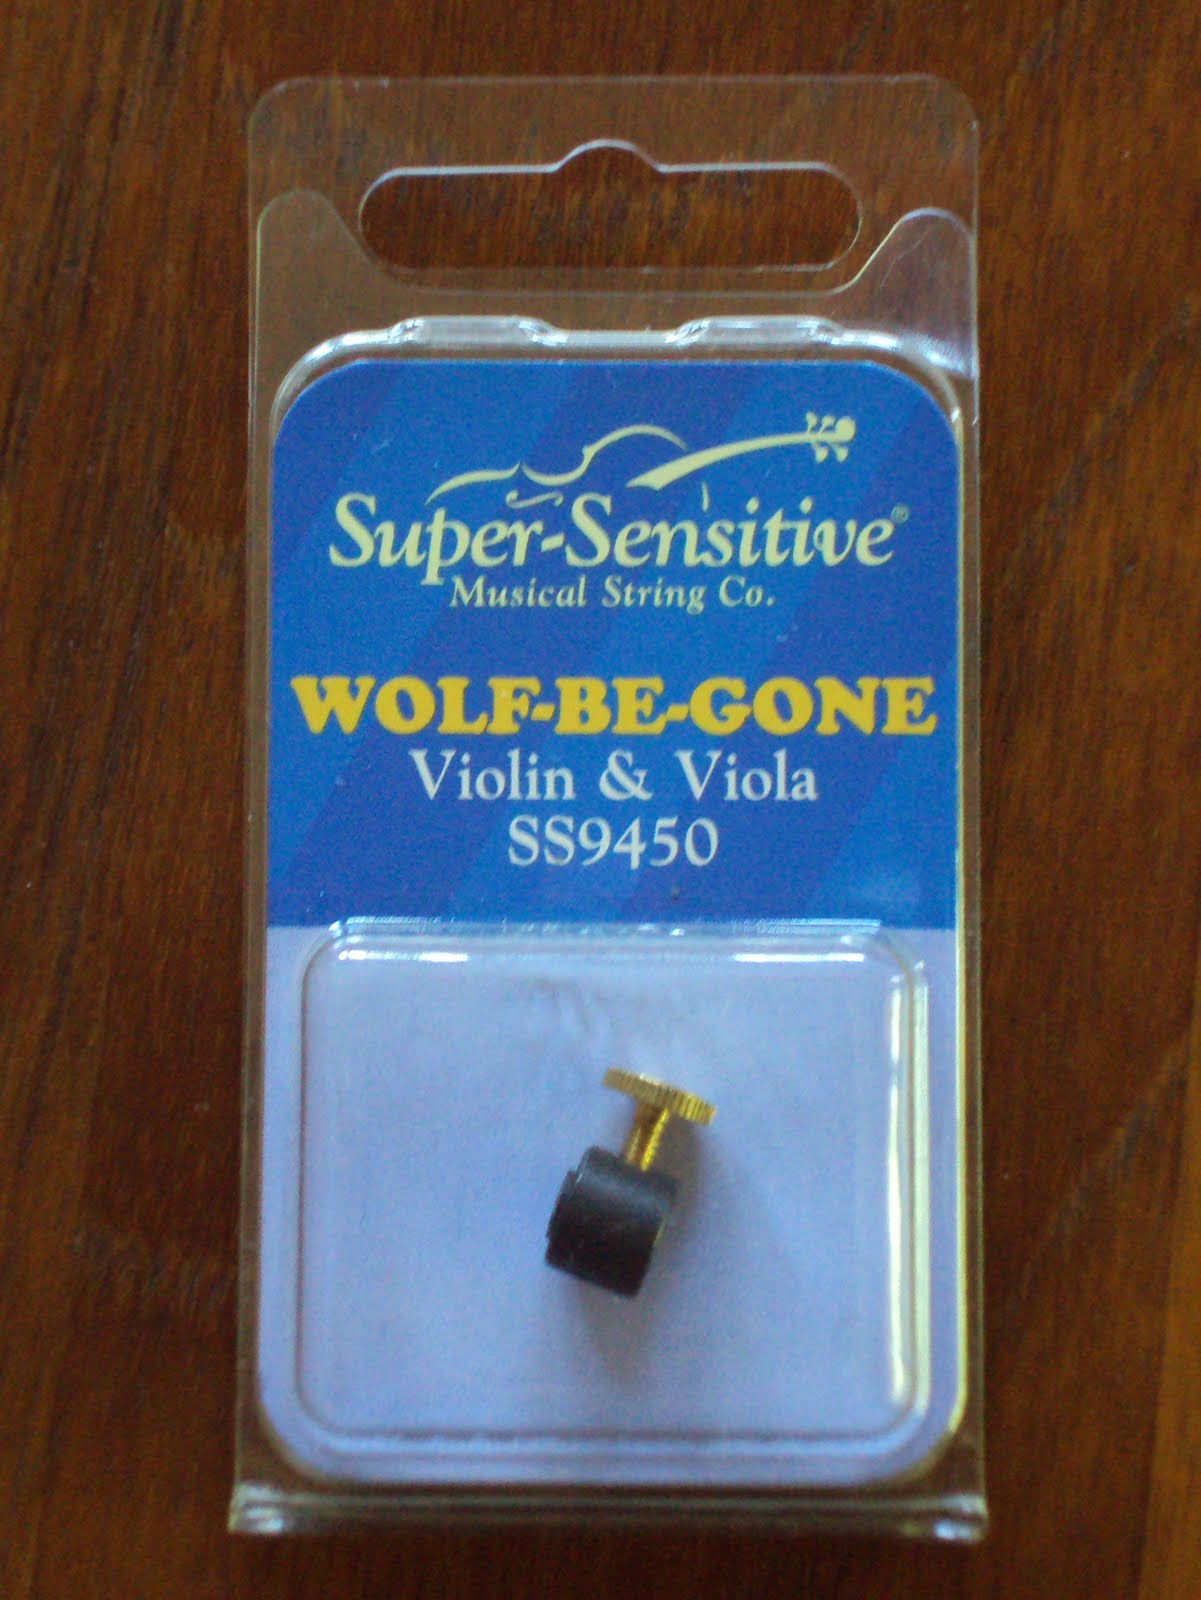 Super-Sensitive®
Musical String Co.
WOLF-BE-GONE
Violin & Viola
SS9450